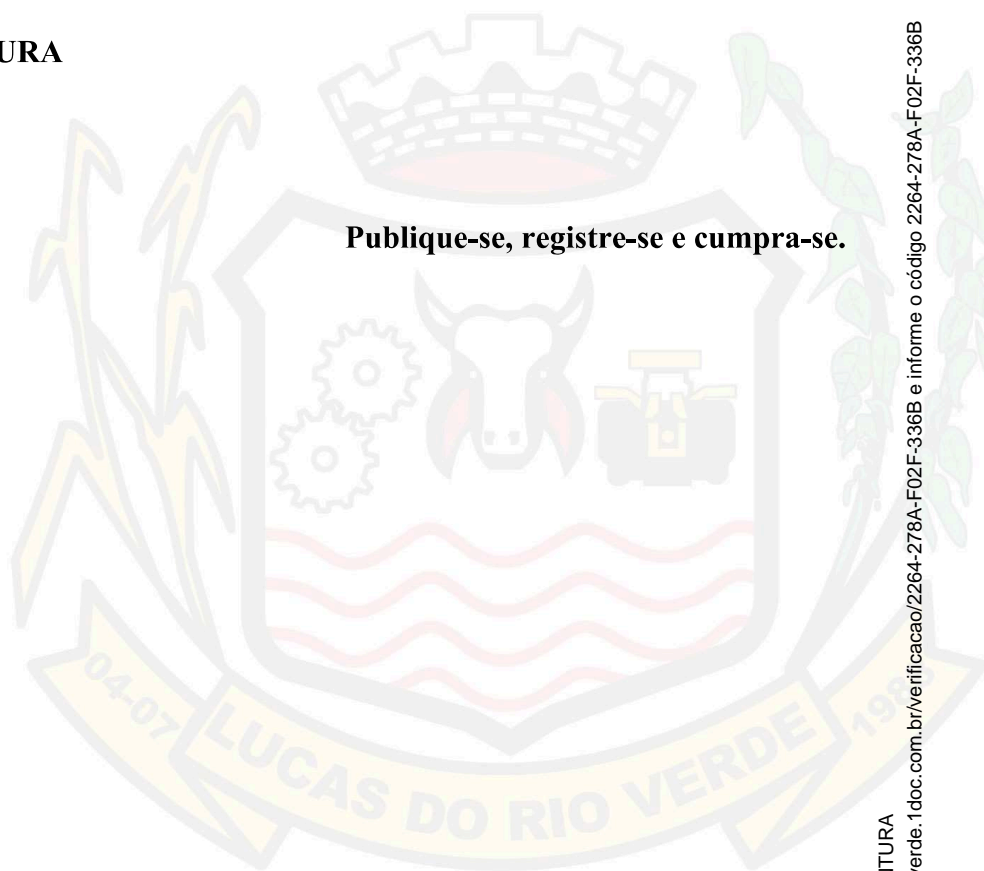 URA
Publique-se, registre-se e cumpra-se.
04-07
LUCAS DO RIO VERDE
ITURA
verde.1doc.com.br/verificacao/2264-278A-F02F-336B e informe o código 2264-278A-F02F-336B